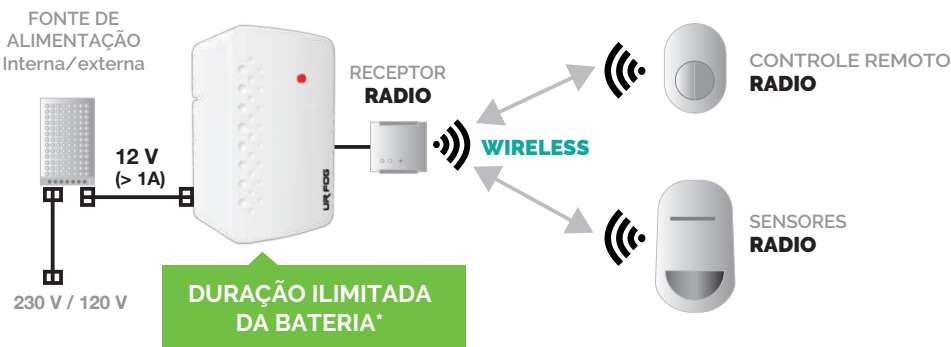 FONTE DE
ALIMENTAÇÃO
Interna/externa
12 V
(> 1A)
230 V / 120 V
UR FOG
DURAÇÃO ILIMITADA
DA BATERIA*
RECEPTOR
RADIO
WIRELESS
CONTROLE REMOTO
RADIO
SENSORES
RADIO